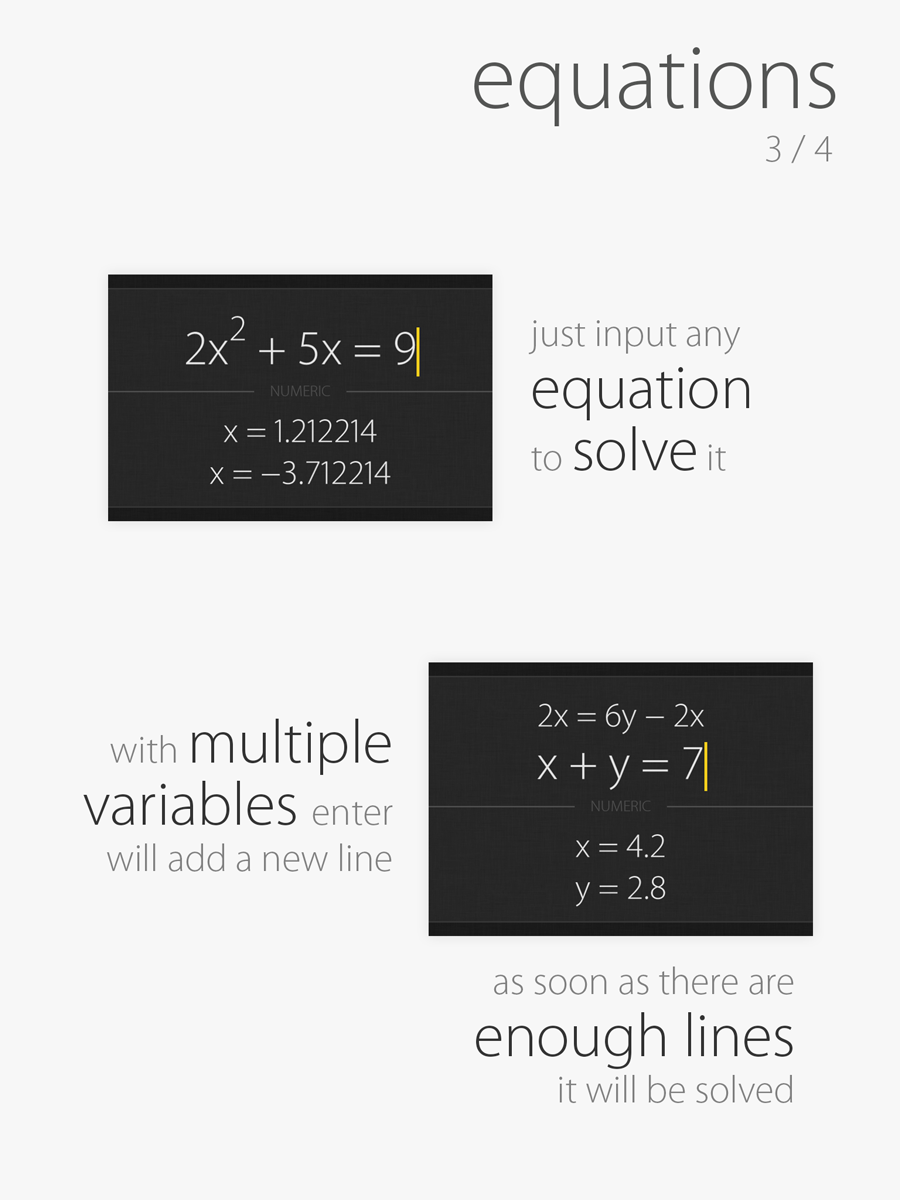 equations
3 / 4
2x² + 5x = 9
NUMERIC
x = 1.212214
x = −3.712214
just input any
equation
to solve it
with multiple
variables enter
will add a new line
2x = 6y − 2x
x + y = 7
NUMERIC
x = 4.2
y = 2.8
as soon as there are
enough lines
it will be solved